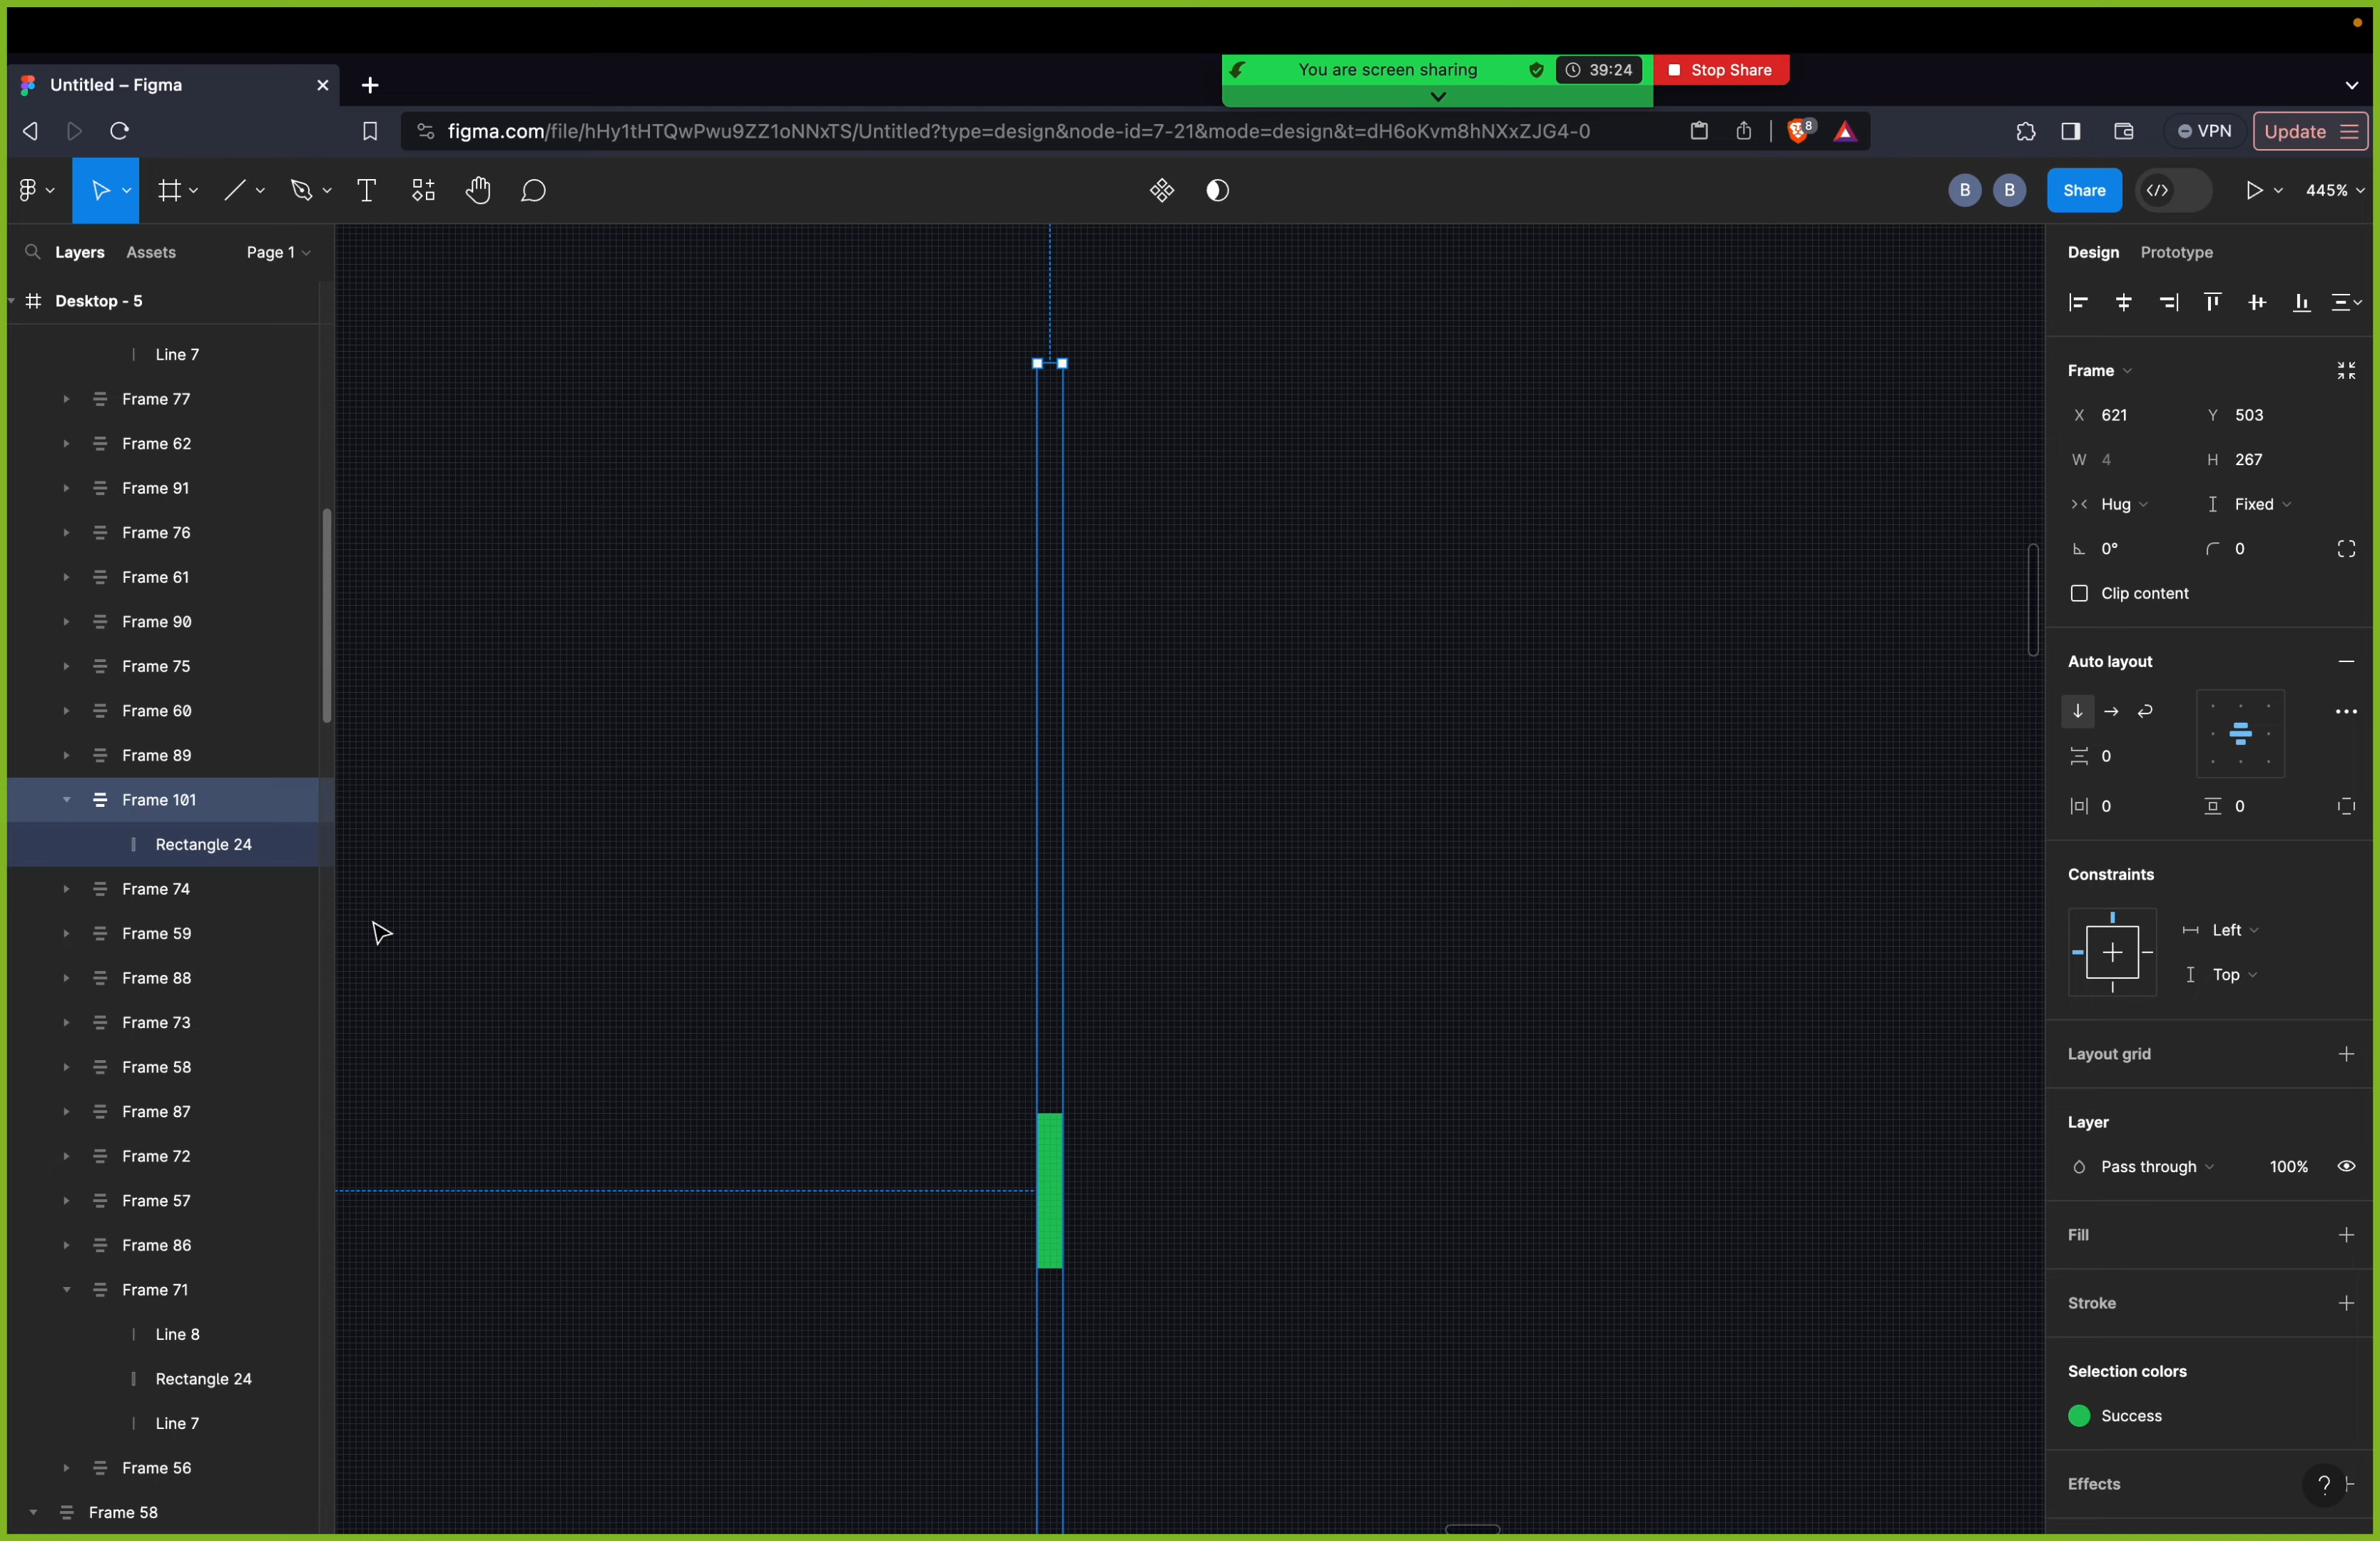 Untitled – Figma
You are screen sharing
39:24
Stop Share
figma.com/file/hHy1tHTQwPwu9ZZ1oNNxTS/Untitled?type=design&node-id=7-21&mode=design&t=dH6oKvm8hNXxZJG4-0
8
VPN
Update
B
B
Share
445%
Layers
Assets
Page 1
Desktop - 5
Line 7
Frame 77
Frame 62
Frame 91
Frame 76
Frame 61
Frame 90
Frame 75
Frame 60
Frame 89
Frame 101
Rectangle 24
Frame 74
Frame 59
Frame 88
Frame 73
Frame 58
Frame 87
Frame 72
Frame 57
Frame 86
Frame 71
Line 8
Rectangle 24
Line 7
Frame 56
Frame 58
Design
Prototype
Frame
X 621
Y 503
W 4
H 267
Hug
Fixed
0°
0
Clip content
Auto layout
0
0
0
Constraints
Left
Top
Layout grid
Layer
Pass through
100%
Fill
Stroke
Selection colors
Success
Effects
?